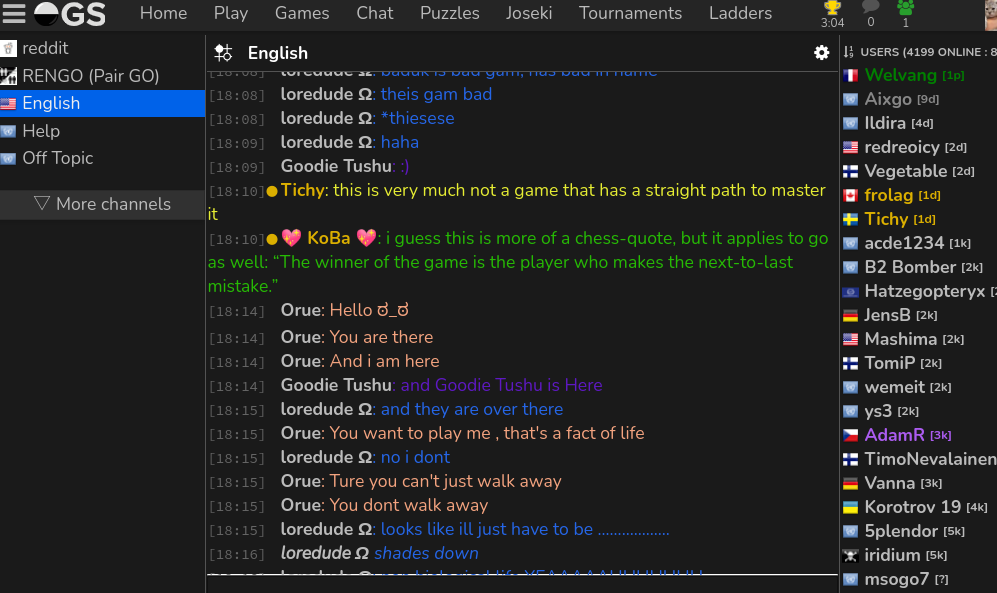 OGS Home Play Games Chat Puzzles Joseki Tournaments Ladders 3:04 0 1
reddit
RENGO (Pair GO)
English
Help
Off Topic
▽ More channels
English
[18:08] loredude Ω: baduk is bad gam, has bad in name
[18:08] loredude Ω: theis gam bad
[18:08] loredude Ω: *thiesese
[18:09] loredude Ω: haha
[18:09] Goodie Tushu: :)
[18:10] Tichy: this is very much not a game that has a straight path to master
it
[18:10] 💖 KoBa 💖: i guess this is more of a chess-quote, but it applies to go
as well: “The winner of the game is the player who makes the next-to-last
mistake.”
[18:14] Orue: Hello ಠ_ಠ
[18:14] Orue: You are there
[18:14] Orue: And i am here
[18:14] Goodie Tushu: and Goodie Tushu is Here
[18:15] loredude Ω: and they are over there
[18:15] Orue: You want to play me , that's a fact of life
[18:15] loredude Ω: no i dont
[18:15] Orue: Ture you can't just walk away
[18:15] Orue: You dont walk away
[18:15] loredude Ω: looks like ill just have to be ..................
[18:16] loredude Ω shades down
USERS (4199 ONLINE : 8
Welvang [1p]
Aixgo [9d]
Ildira [4d]
redreoicy [2d]
Vegetable [2d]
frolag [1d]
Tichy [1d]
acde1234 [1k]
B2 Bomber [2k]
Hatzegopteryx [2
JensB [2k]
Mashima [2k]
TomiP [2k]
wemeit [2k]
ys3 [2k]
AdamR [3k]
TimoNevalainen
Vanna [3k]
Korotrov 19 [4k]
5plendor [5k]
iridium [5k]
msogo7 [?]